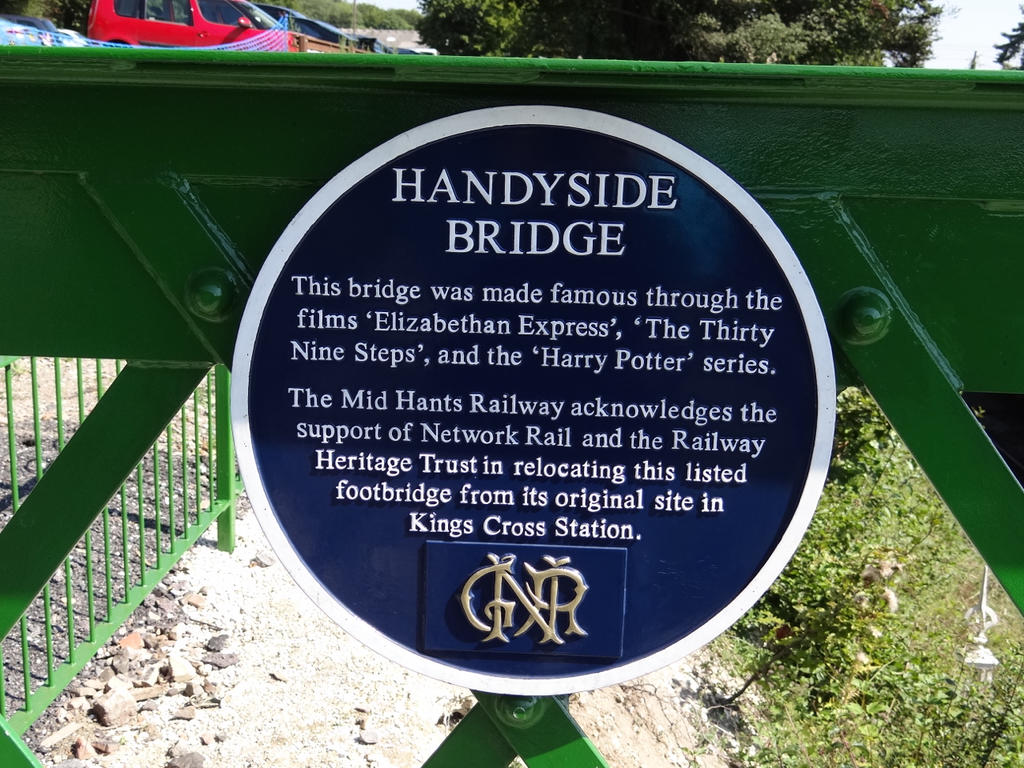 HANDYSIDE
BRIDGE
This bridge was made famous through the
films ‘Elizabethan Express’, ‘The Thirty
Nine Steps’, and the ‘Harry Potter’ series.
The Mid Hants Railway acknowledges the
support of Network Rail and the Railway
Heritage Trust in relocating this listed
footbridge from its original site in
Kings Cross Station.
GNR